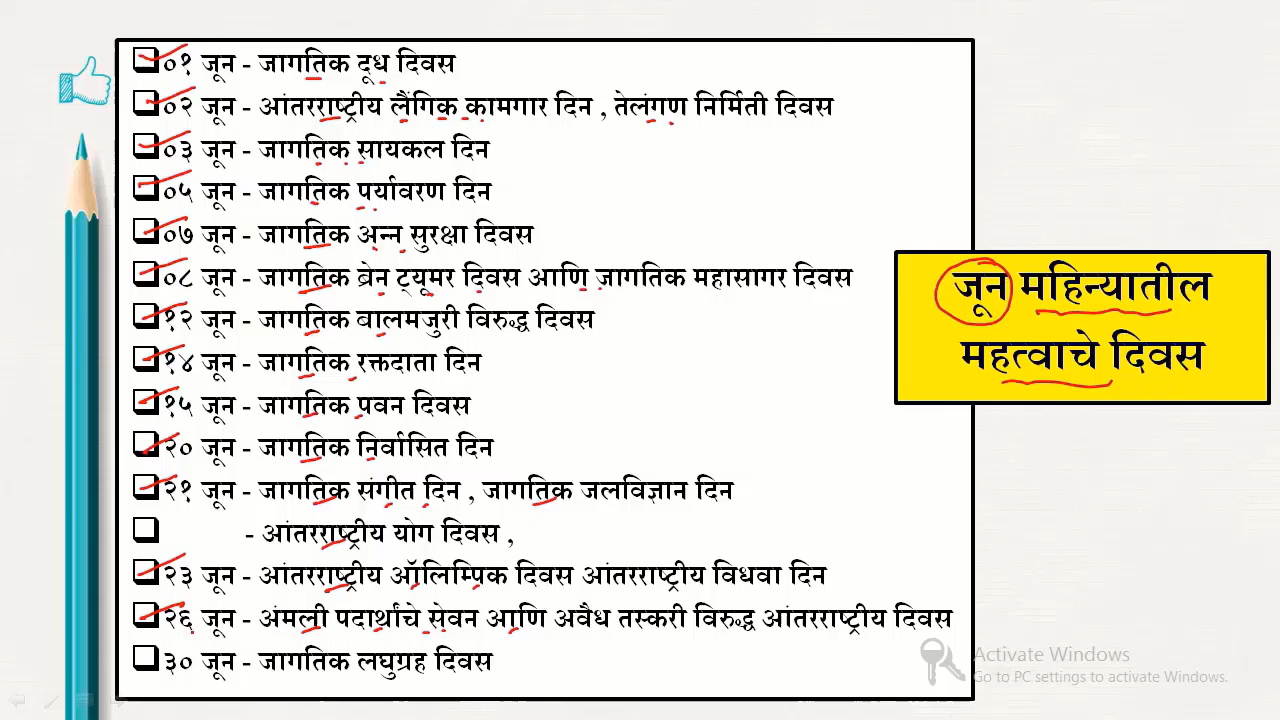 ०१ जून - जागतिक दूध दिवस
०२ जून - आंतरराष्ट्रीय लैंगिक कामगार दिन , तेलंगण निर्मिती दिवस
०३ जून - जागतिक सायकल दिन
०५ जून - जागतिक पर्यावरण दिन
०७ जून - जागतिक अन्न सुरक्षा दिवस
०८ जून - जागतिक ब्रेन ट्यूमर दिवस आणि जागतिक महासागर दिवस
१२ जून - जागतिक बालमजुरी विरुद्ध दिवस
१४ जून - जागतिक रक्तदाता दिन
१५ जून - जागतिक पवन दिवस
२० जून - जागतिक निर्वासित दिन
२१ जून - जागतिक संगीत दिन , जागतिक जलविज्ञान दिन
- आंतरराष्ट्रीय योग दिवस ,
२३ जून - आंतरराष्ट्रीय ऑलिम्पिक दिवस आंतरराष्ट्रीय विधवा दिन
२६ जून - अंमली पदार्थांचे सेवन आणि अवैध तस्करी विरुद्ध आंतरराष्ट्रीय दिवस
३० जून - जागतिक लघुग्रह दिवस
जून महिन्यातील
महत्वाचे दिवस
Activate Windows
Go to PC settings to activate Windows.